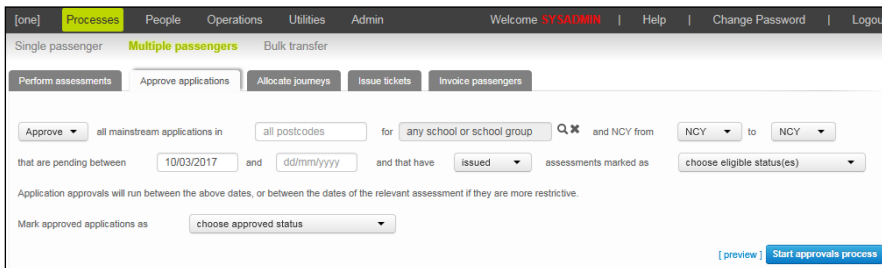 [one] Processes People Operations Utilities Admin Welcome SYSADMIN | Help | Change Password | Logou
Single passenger Multiple passengers Bulk transfer
Perform assessments Approve applications Allocate journeys Issue tickets Invoice passengers
Approve all mainstream applications in all postcodes for any school or school group and NCY from NCY to NCY
that are pending between 10/03/2017 and dd/mm/yyyy and that have issued assessments marked as choose eligible status(es)
Application approvals will run between the above dates, or between the dates of the relevant assessment if they are more restrictive.
Mark approved applications as choose approved status
[ preview ] Start approvals process